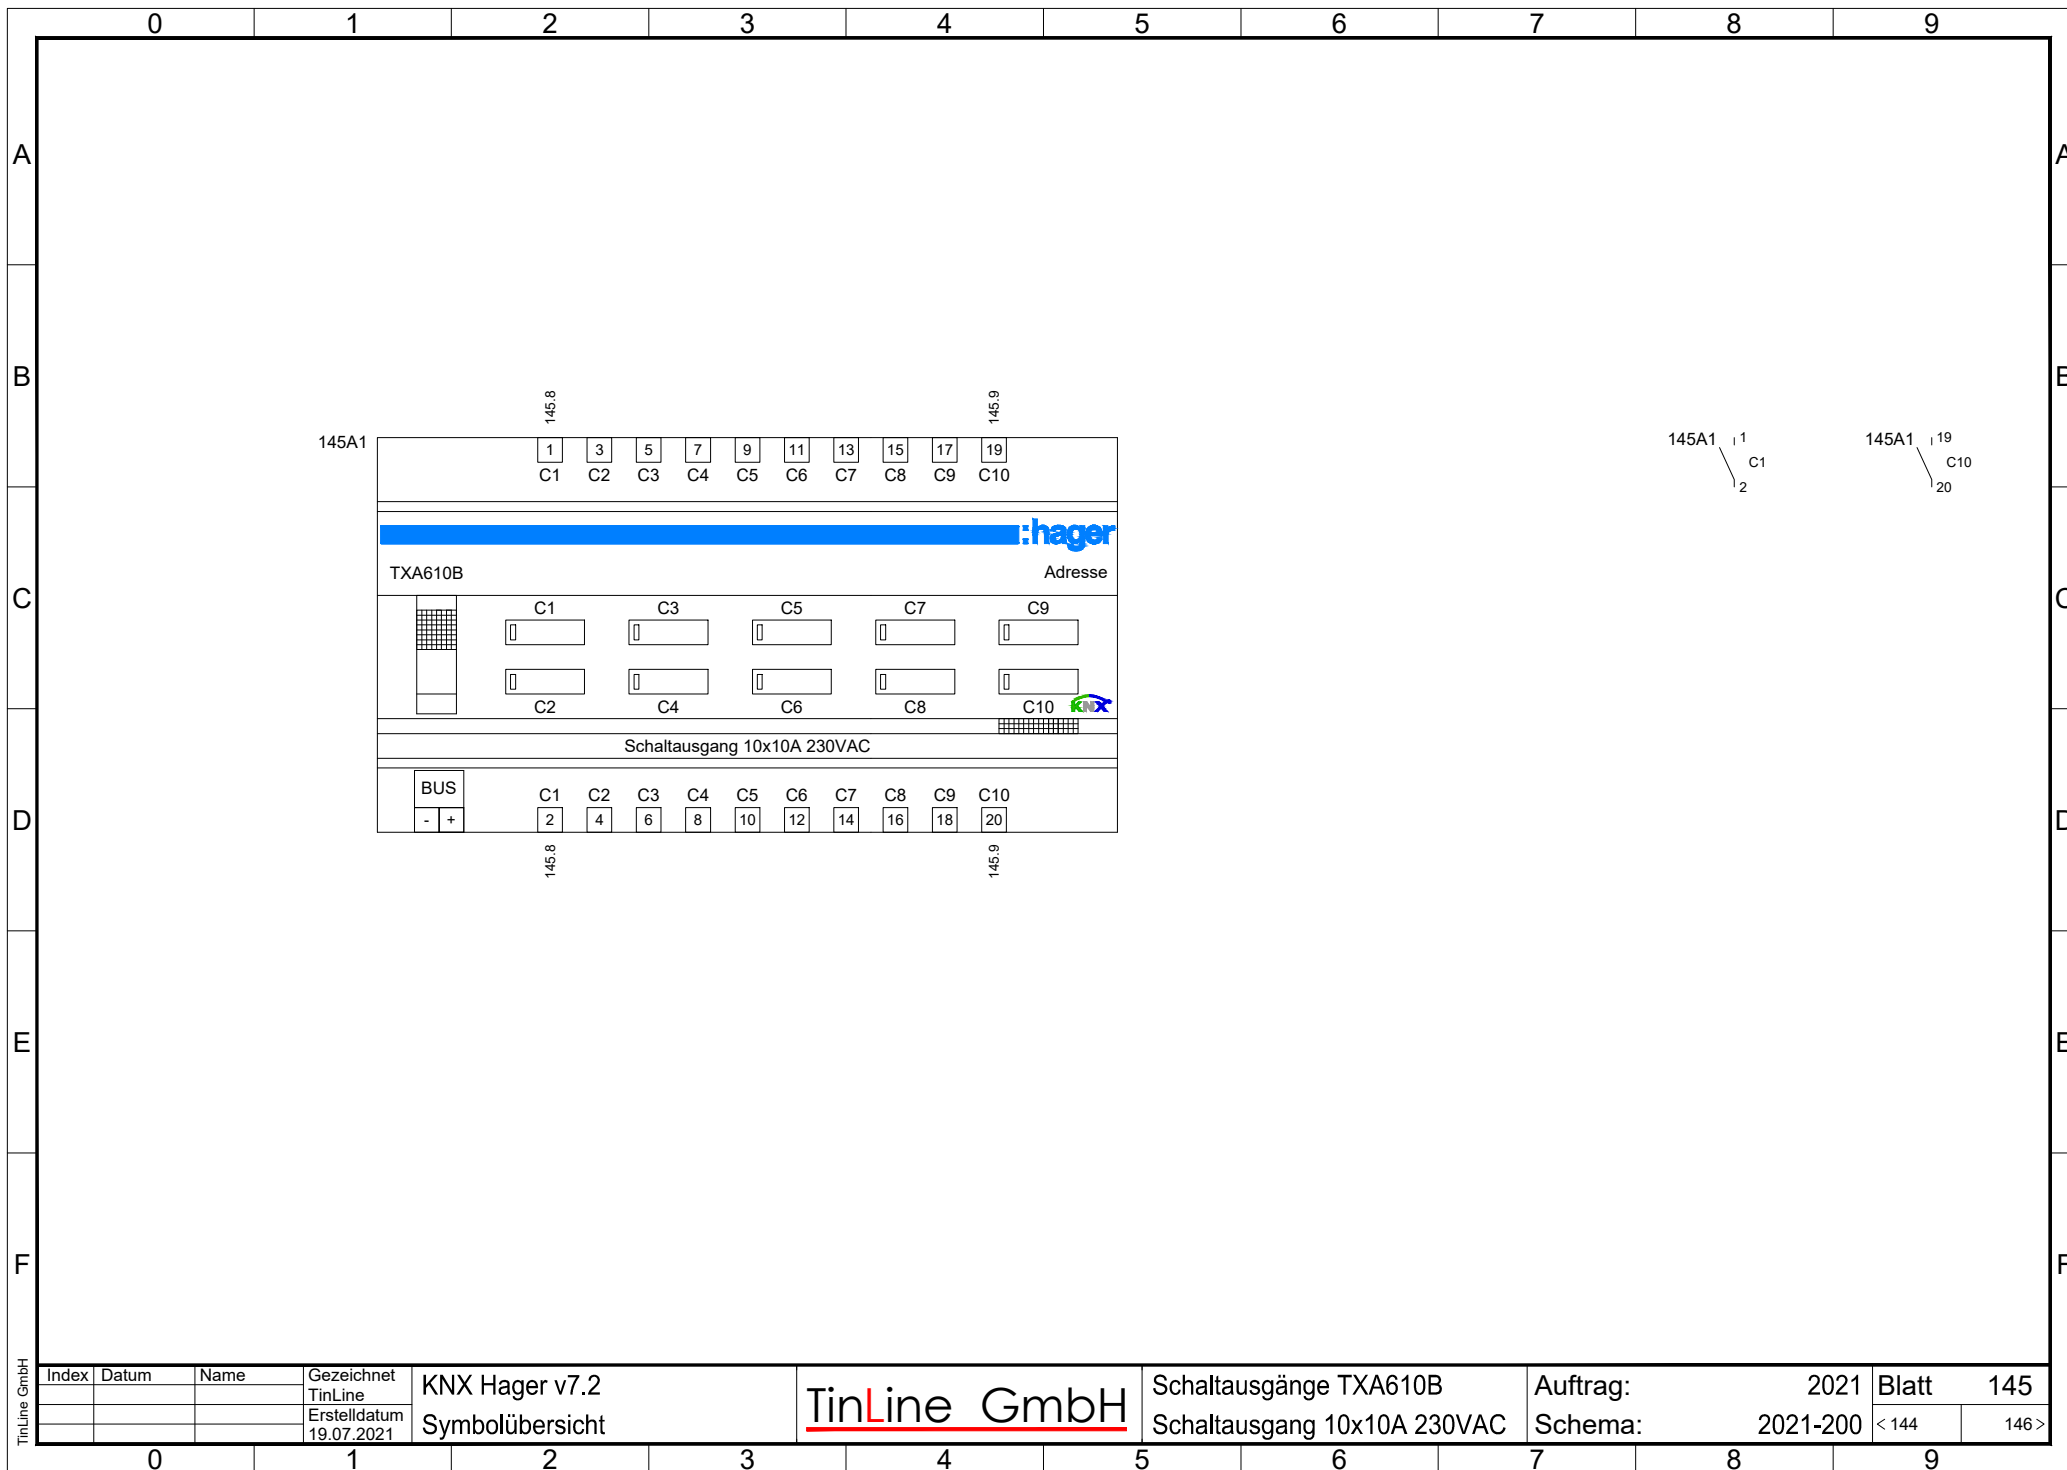 0 1 2 3 4 5 6 7 8 9
A A
B B
145.8 145.9
145A1 1 3 5 7 9 11 13 15 17 19
C1 C2 C3 C4 C5 C6 C7 C8 C9 C10
145A1 1 C1 2
145A1 19 C10 20
:hager
TXA610B Adresse
C C
C1 C3 C5 C7 C9
C2 C4 C6 C8 C10 KNX
Schaltausgang 10x10A 230VAC
BUS
- +
C1 C2 C3 C4 C5 C6 C7 C8 C9 C10
2 4 6 8 10 12 14 16 18 20
D D
145.8 145.9
E E
F F
TinLine GmbH
Index Datum Name Gezeichnet
TinLine
Erstelldatum
19.07.2021
KNX Hager v7.2
Symbolübersicht
TinLine GmbH
Schaltausgänge TXA610B
Schaltausgang 10x10A 230VAC
Auftrag: 2021
Schema: 2021-200
Blatt 145
< 144 146 >
0 1 2 3 4 5 6 7 8 9